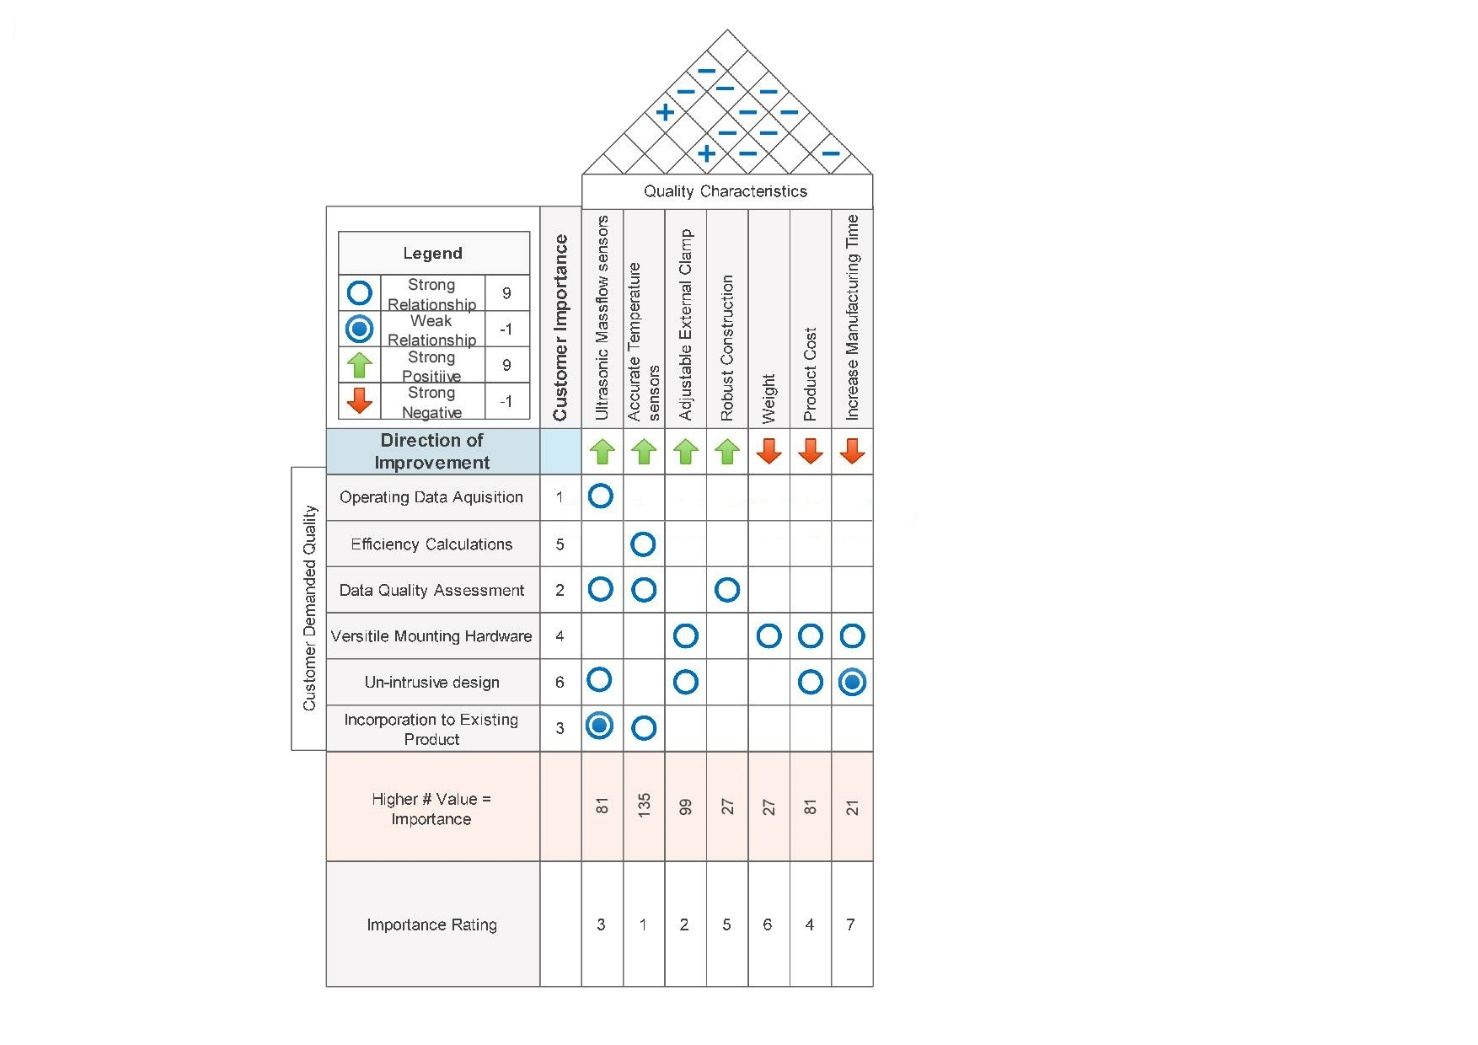 Quality Characteristics
Legend
Strong
Relationship
9
Weak
Relationship
-1
Strong
Positiive
9
Strong
Negative
-1
Customer Importance
Ultrasonic Massflow sensors
Accurate Temperature
sensors
Adjustable External Clamp
Robust Construction
Weight
Product Cost
Increase Manufacturing Time
Direction of
Improvement
Customer Demanded Quality
Operating Data Aquisition 1
Efficiency Calculations 5
Data Quality Assessment 2
Versitile Mounting Hardware 4
Un-intrusive design 6
Incorporation to Existing
Product 3
Higher # Value =
Importance
81 135 99 27 27 81 21
Importance Rating 3 1 2 5 6 4 7